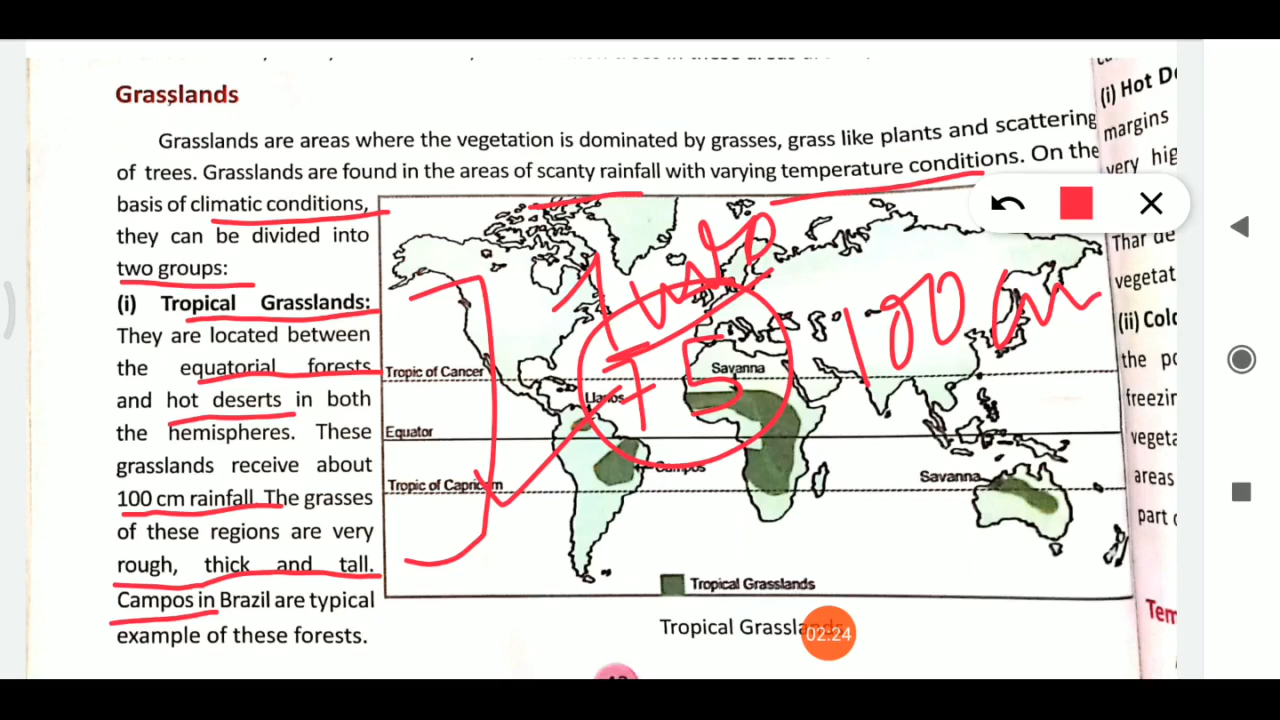 Grasslands
Grasslands are areas where the vegetation is dominated by grasses, grass like plants and scattering
of trees. Grasslands are found in the areas of scanty rainfall with varying temperature conditions. On the
basis of climatic conditions,
they can be divided into
two groups:
(i) Tropical Grasslands:
They are located between
the equatorial forests
and hot deserts in both
the hemispheres. These
grasslands receive about
100 cm rainfall. The grasses
of these regions are very
rough, thick and tall.
Campos in Brazil are typical
example of these forests.
Tropic of Cancer
Equator
Tropic of Capricorn
Llanos
Campos
Savanna
Savanna
Tropical Grasslands
Tropical Grassla
100 cm
75
02:24
(i) Hot D
margins
very hig
Thar de
vegetat
(ii) Col
the po
freezin
vegeta
areas
part
Tem